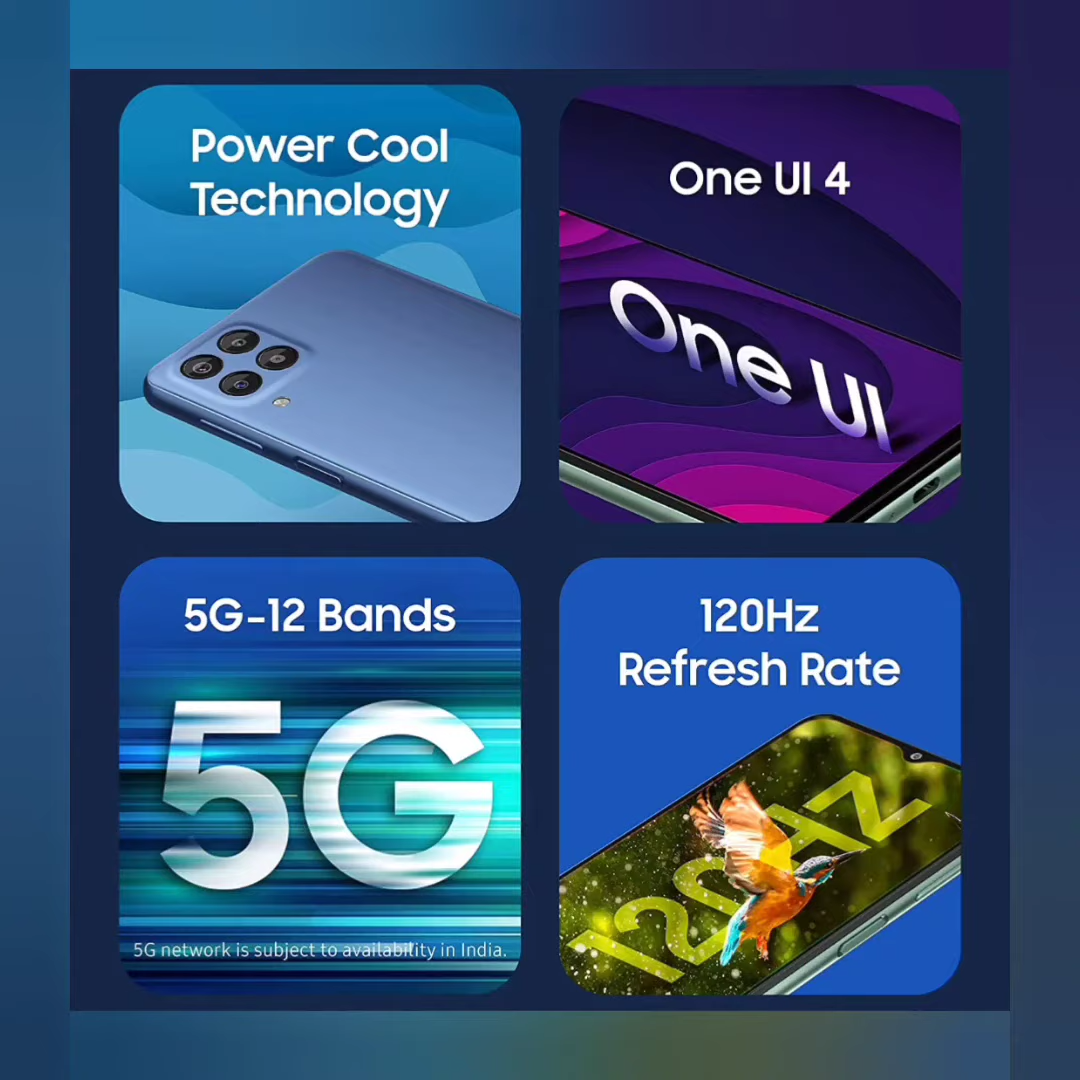 Power Cool
Technology
One UI 4
One UI
5G-12 Bands
5G
5G network is subject to availability in India.
120Hz
Refresh Rate
120Hz